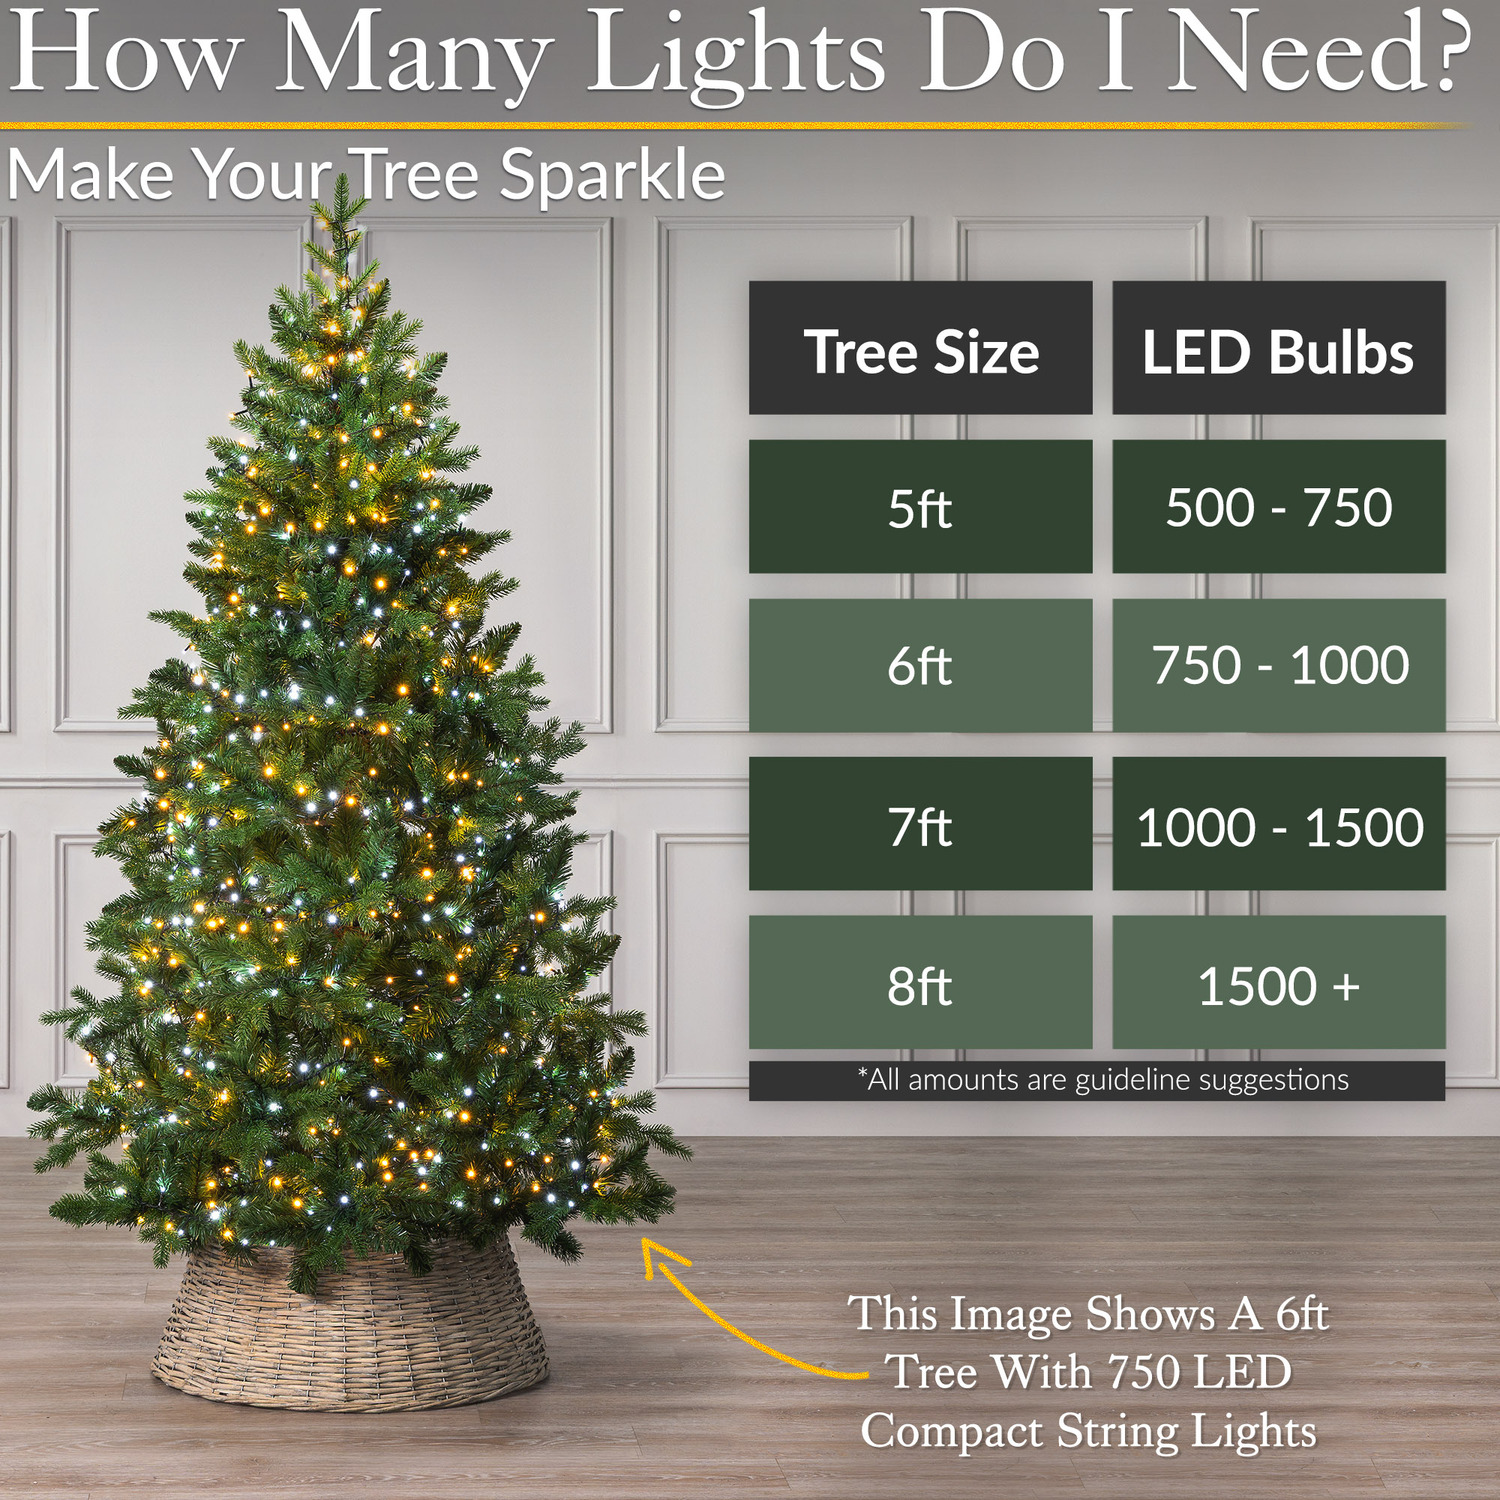 How Many Lights Do I Need?
Make Your Tree Sparkle
Tree Size LED Bulbs
5ft 500 - 750
6ft 750 - 1000
7ft 1000 - 1500
8ft 1500 +
*All amounts are guideline suggestions
This Image Shows A 6ft
Tree With 750 LED
Compact String Lights